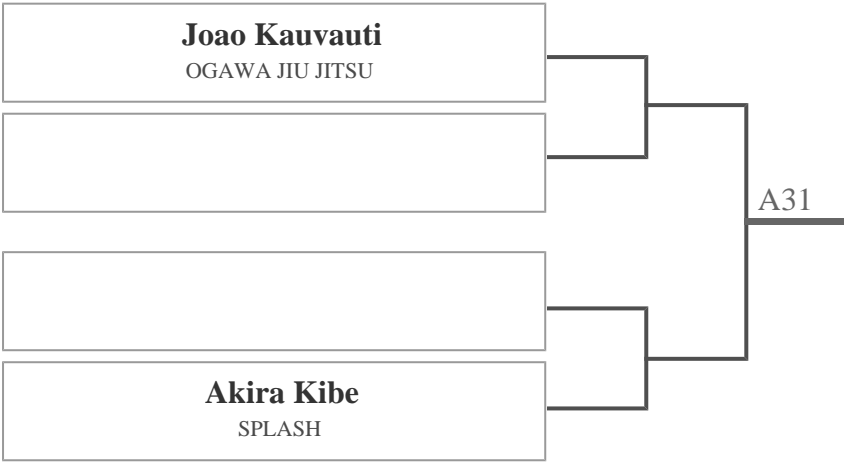 Joao Kauvauti
OGAWA JIU JITSU
A31
Akira Kibe
SPLASH